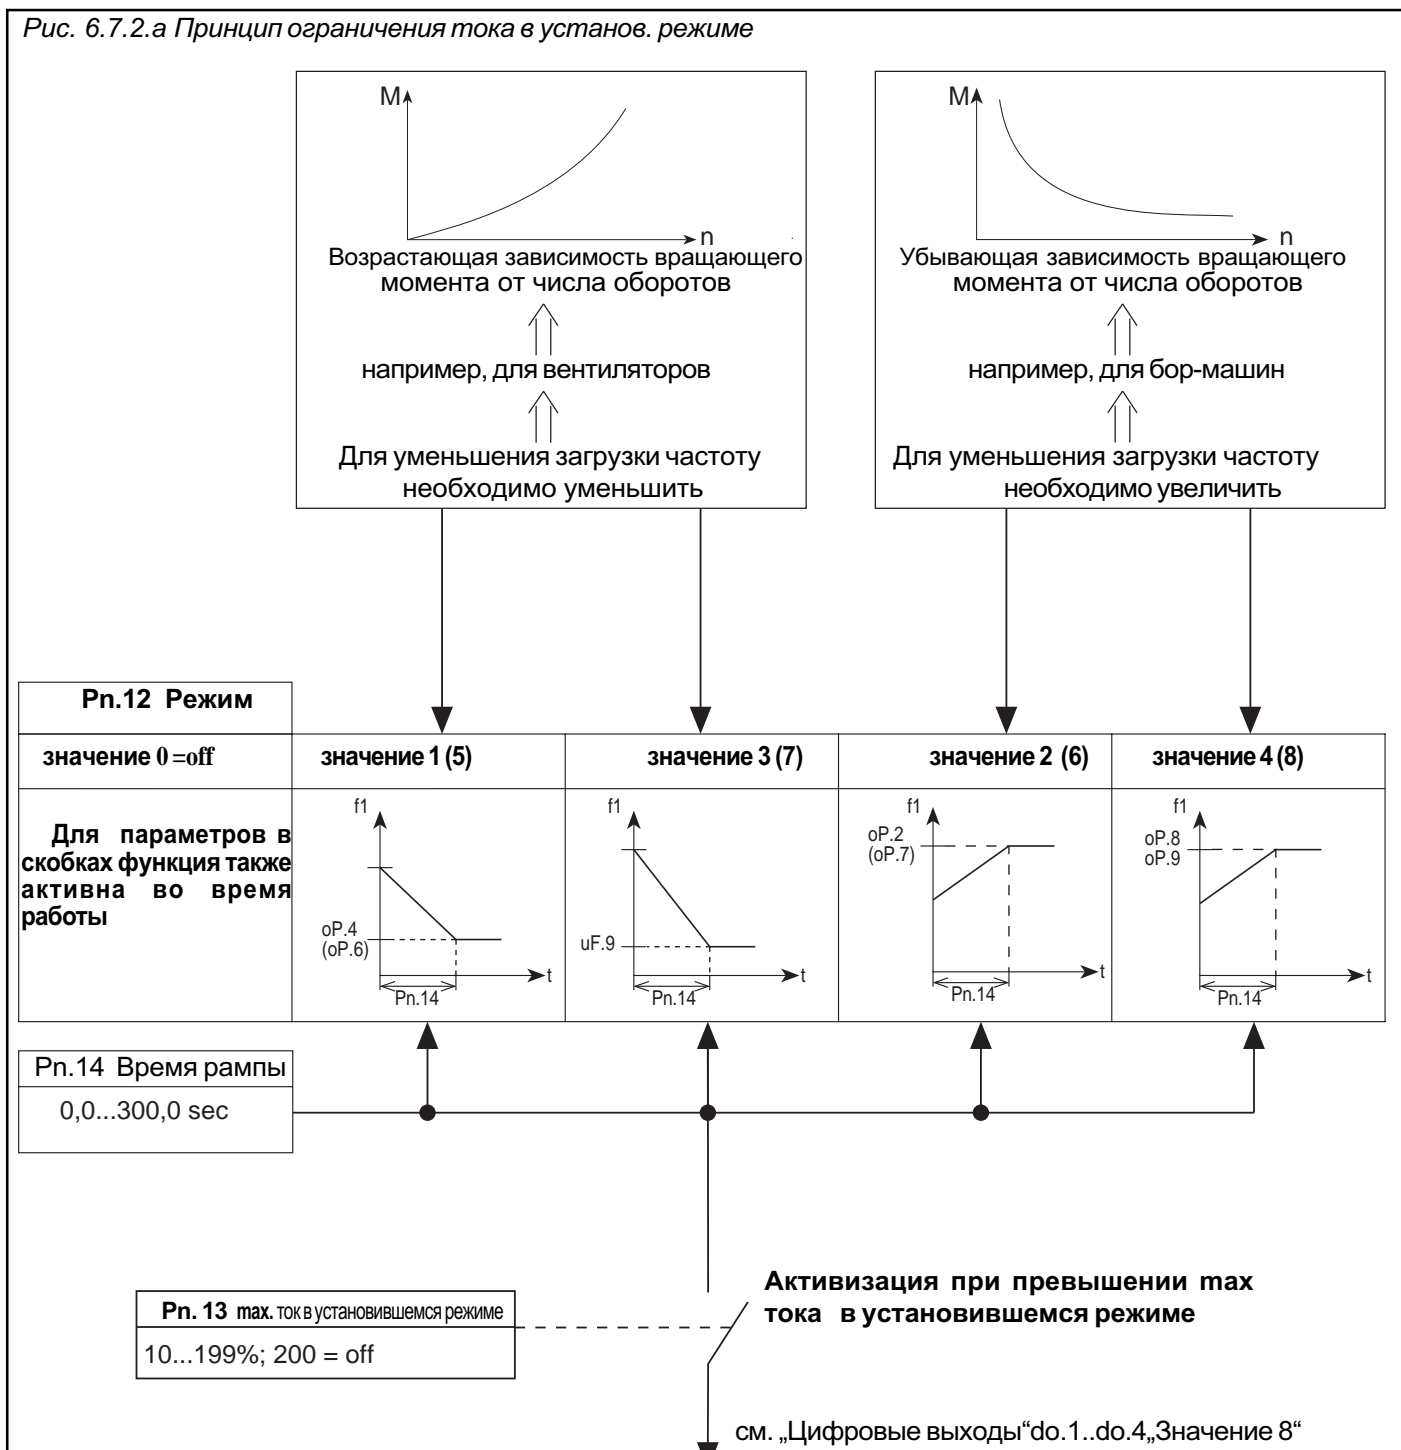 Рис. 6.7.2.a Принцип ограничения тока в установ. режиме
M
n
Возрастающая зависимость вращающего
момента от числа оборотов
например, для вентиляторов
Для уменьшения загрузки частоту
необходимо уменьшить
M
n
Убывающая зависимость вращающего
момента от числа оборотов
например, для бор-машин
Для уменьшения загрузки частоту
необходимо увеличить
Pn.12 Режим
значение 0 =off
значение 1 (5)
значение 3 (7)
значение 2 (6)
значение 4 (8)
Для параметров в
скобках функция также
активна во время
работы
f1
oP.4
(oP.6)
t
Pn.14
f1
uF.9
t
Pn.14
f1
oP.2
(oP.7)
t
Pn.14
f1
oP.8
oP.9
t
Pn.14
Pn.14 Время рампы
0,0...300,0 sec
Активизация при превышении max
тока в установившемся режиме
Pn. 13 max. ток в установившемся режиме
10...199%; 200 = off
см. „Цифровые выходы“do.1..do.4„Значение 8“